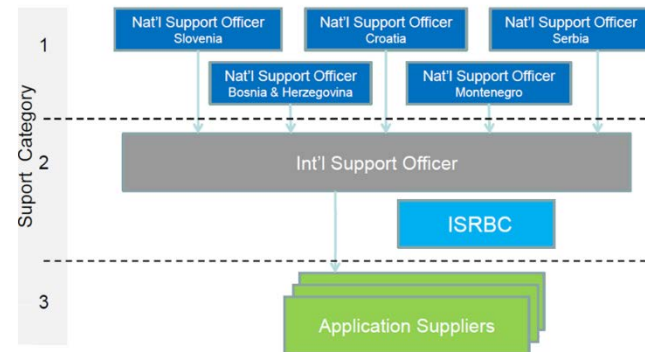 Nat'l Support Officer
Slovenia
Nat'l Support Officer
Croatia
Nat'l Support Officer
Serbia
1
Nat'l Support Officer
Bosnia & Herzegovina
Nat'l Support Officer
Montenegro
Suport Category
2
Int'l Support Officer
ISRBC
3
Application Suppliers